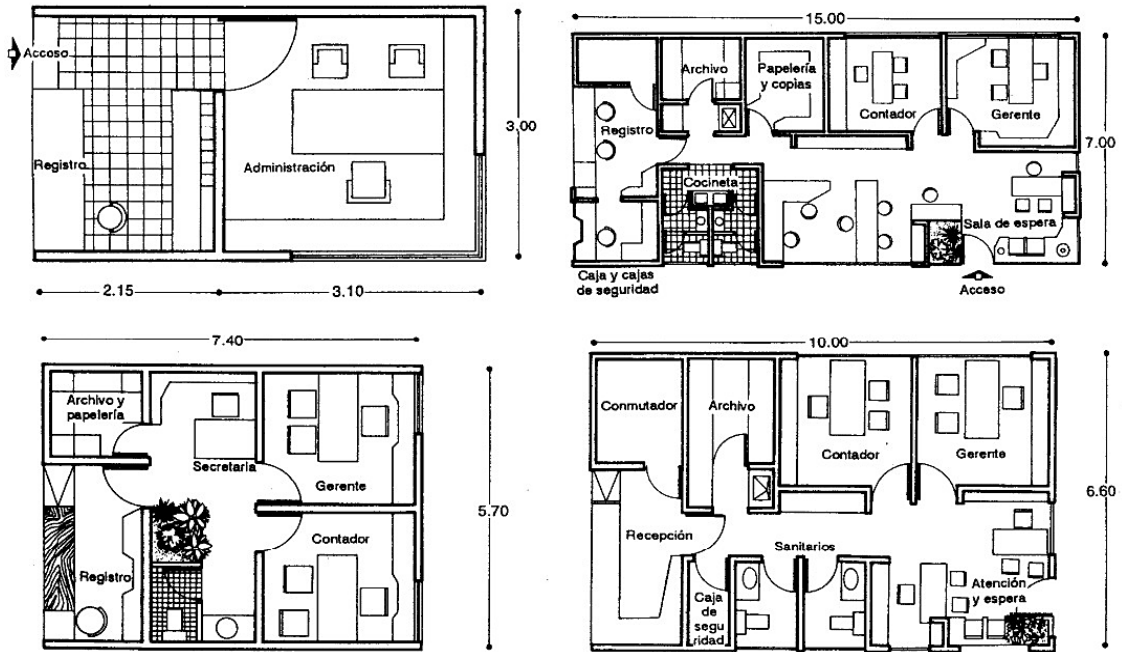 Acceso
Registro
Administración
3.00
2.15
3.10
15.00
Archivo
Papelería
y copias
Contador
Gerente
Registro
7.00
Cocineta
Sala de espera
Caja y cajas
de seguridad
Acceso
7.40
Archivo y
papelería
Secretaria
Gerente
5.70
Contador
Registro
10.00
Conmutador
Archivo
Contador
Gerente
6.60
Recepción
Sanitarios
Caja
de
segu
ridad
Atención
y espera